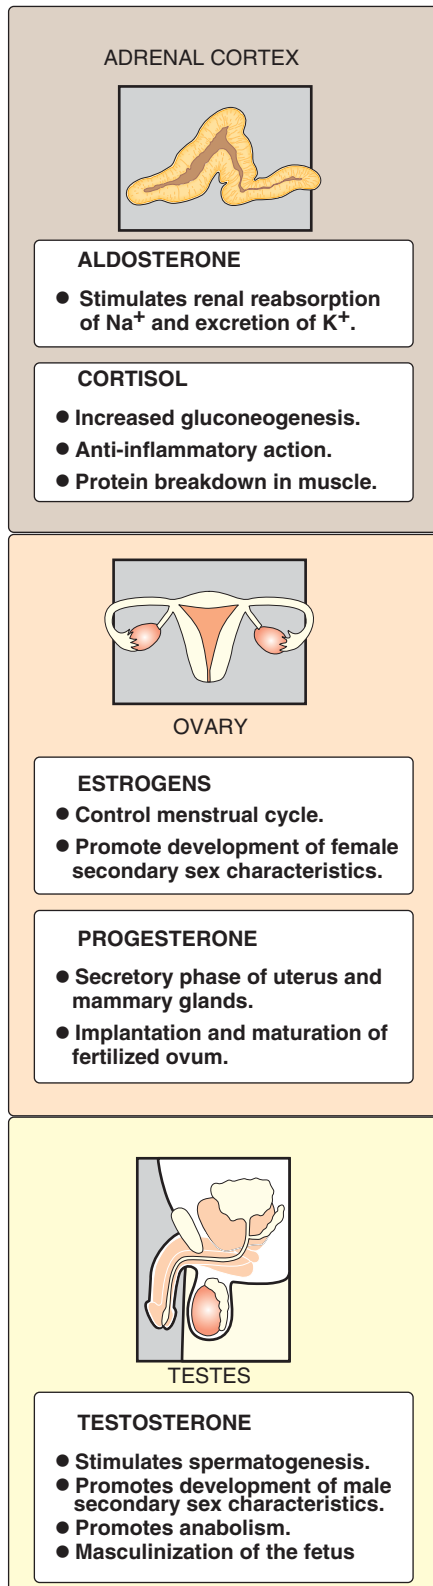 ADRENAL CORTEX
ALDOSTERONE
● Stimulates renal reabsorption
of Na⁺ and excretion of K⁺.
CORTISOL
● Increased gluconeogenesis.
● Anti-inflammatory action.
● Protein breakdown in muscle.
OVARY
ESTROGENS
● Control menstrual cycle.
● Promote development of female
secondary sex characteristics.
PROGESTERONE
● Secretory phase of uterus and
mammary glands.
● Implantation and maturation of
fertilized ovum.
TESTES
TESTOSTERONE
● Stimulates spermatogenesis.
● Promotes development of male
secondary sex characteristics.
● Promotes anabolism.
● Masculinization of the fetus